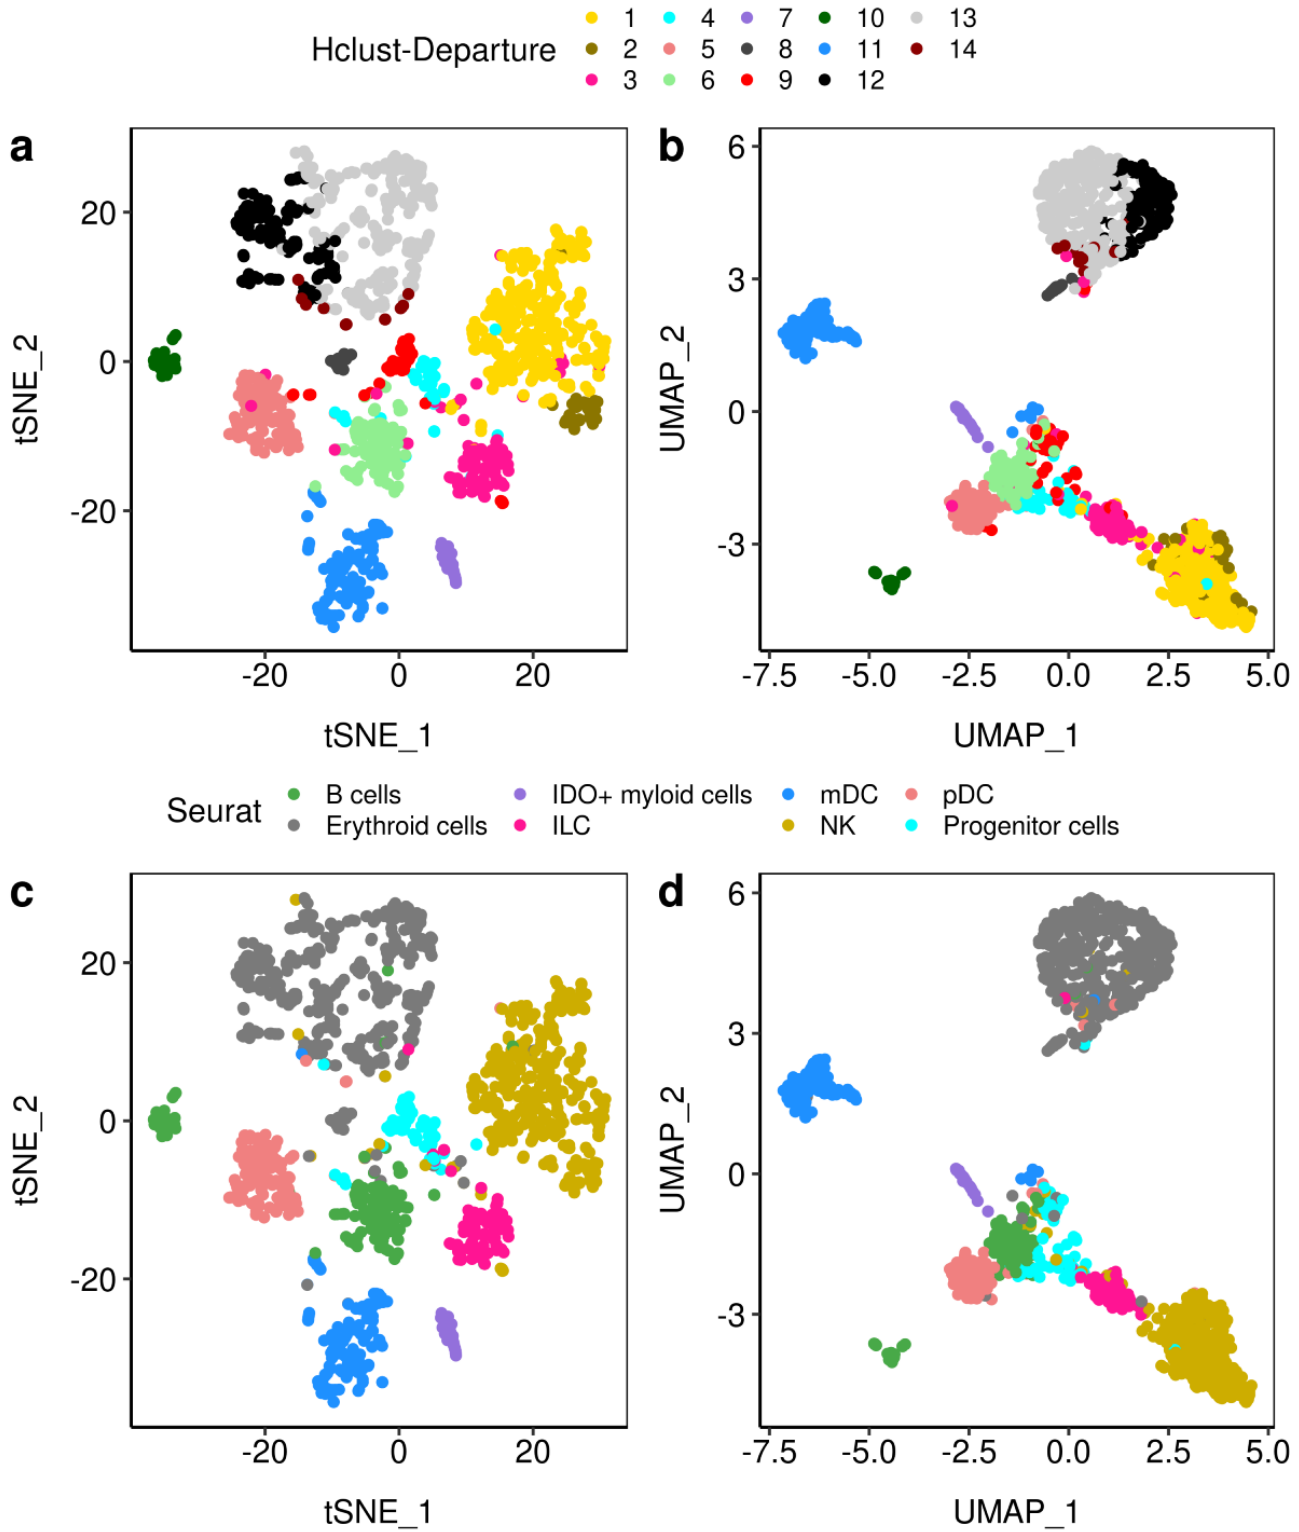 Hclust-Departure
1 4 7 10 13
2 5 8 11 14
3 6 9 12
a
b
20
0
-20
tSNE_2
-20 0 20
tSNE_1
6
3
0
-3
UMAP_2
-7.5 -5.0 -2.5 0.0 2.5 5.0
UMAP_1
Seurat
B cells IDO+ myloid cells mDC pDC
Erythroid cells ILC NK Progenitor cells
c
d
20
0
-20
tSNE_2
-20 0 20
tSNE_1
6
3
0
-3
UMAP_2
-7.5 -5.0 -2.5 0.0 2.5 5.0
UMAP_1